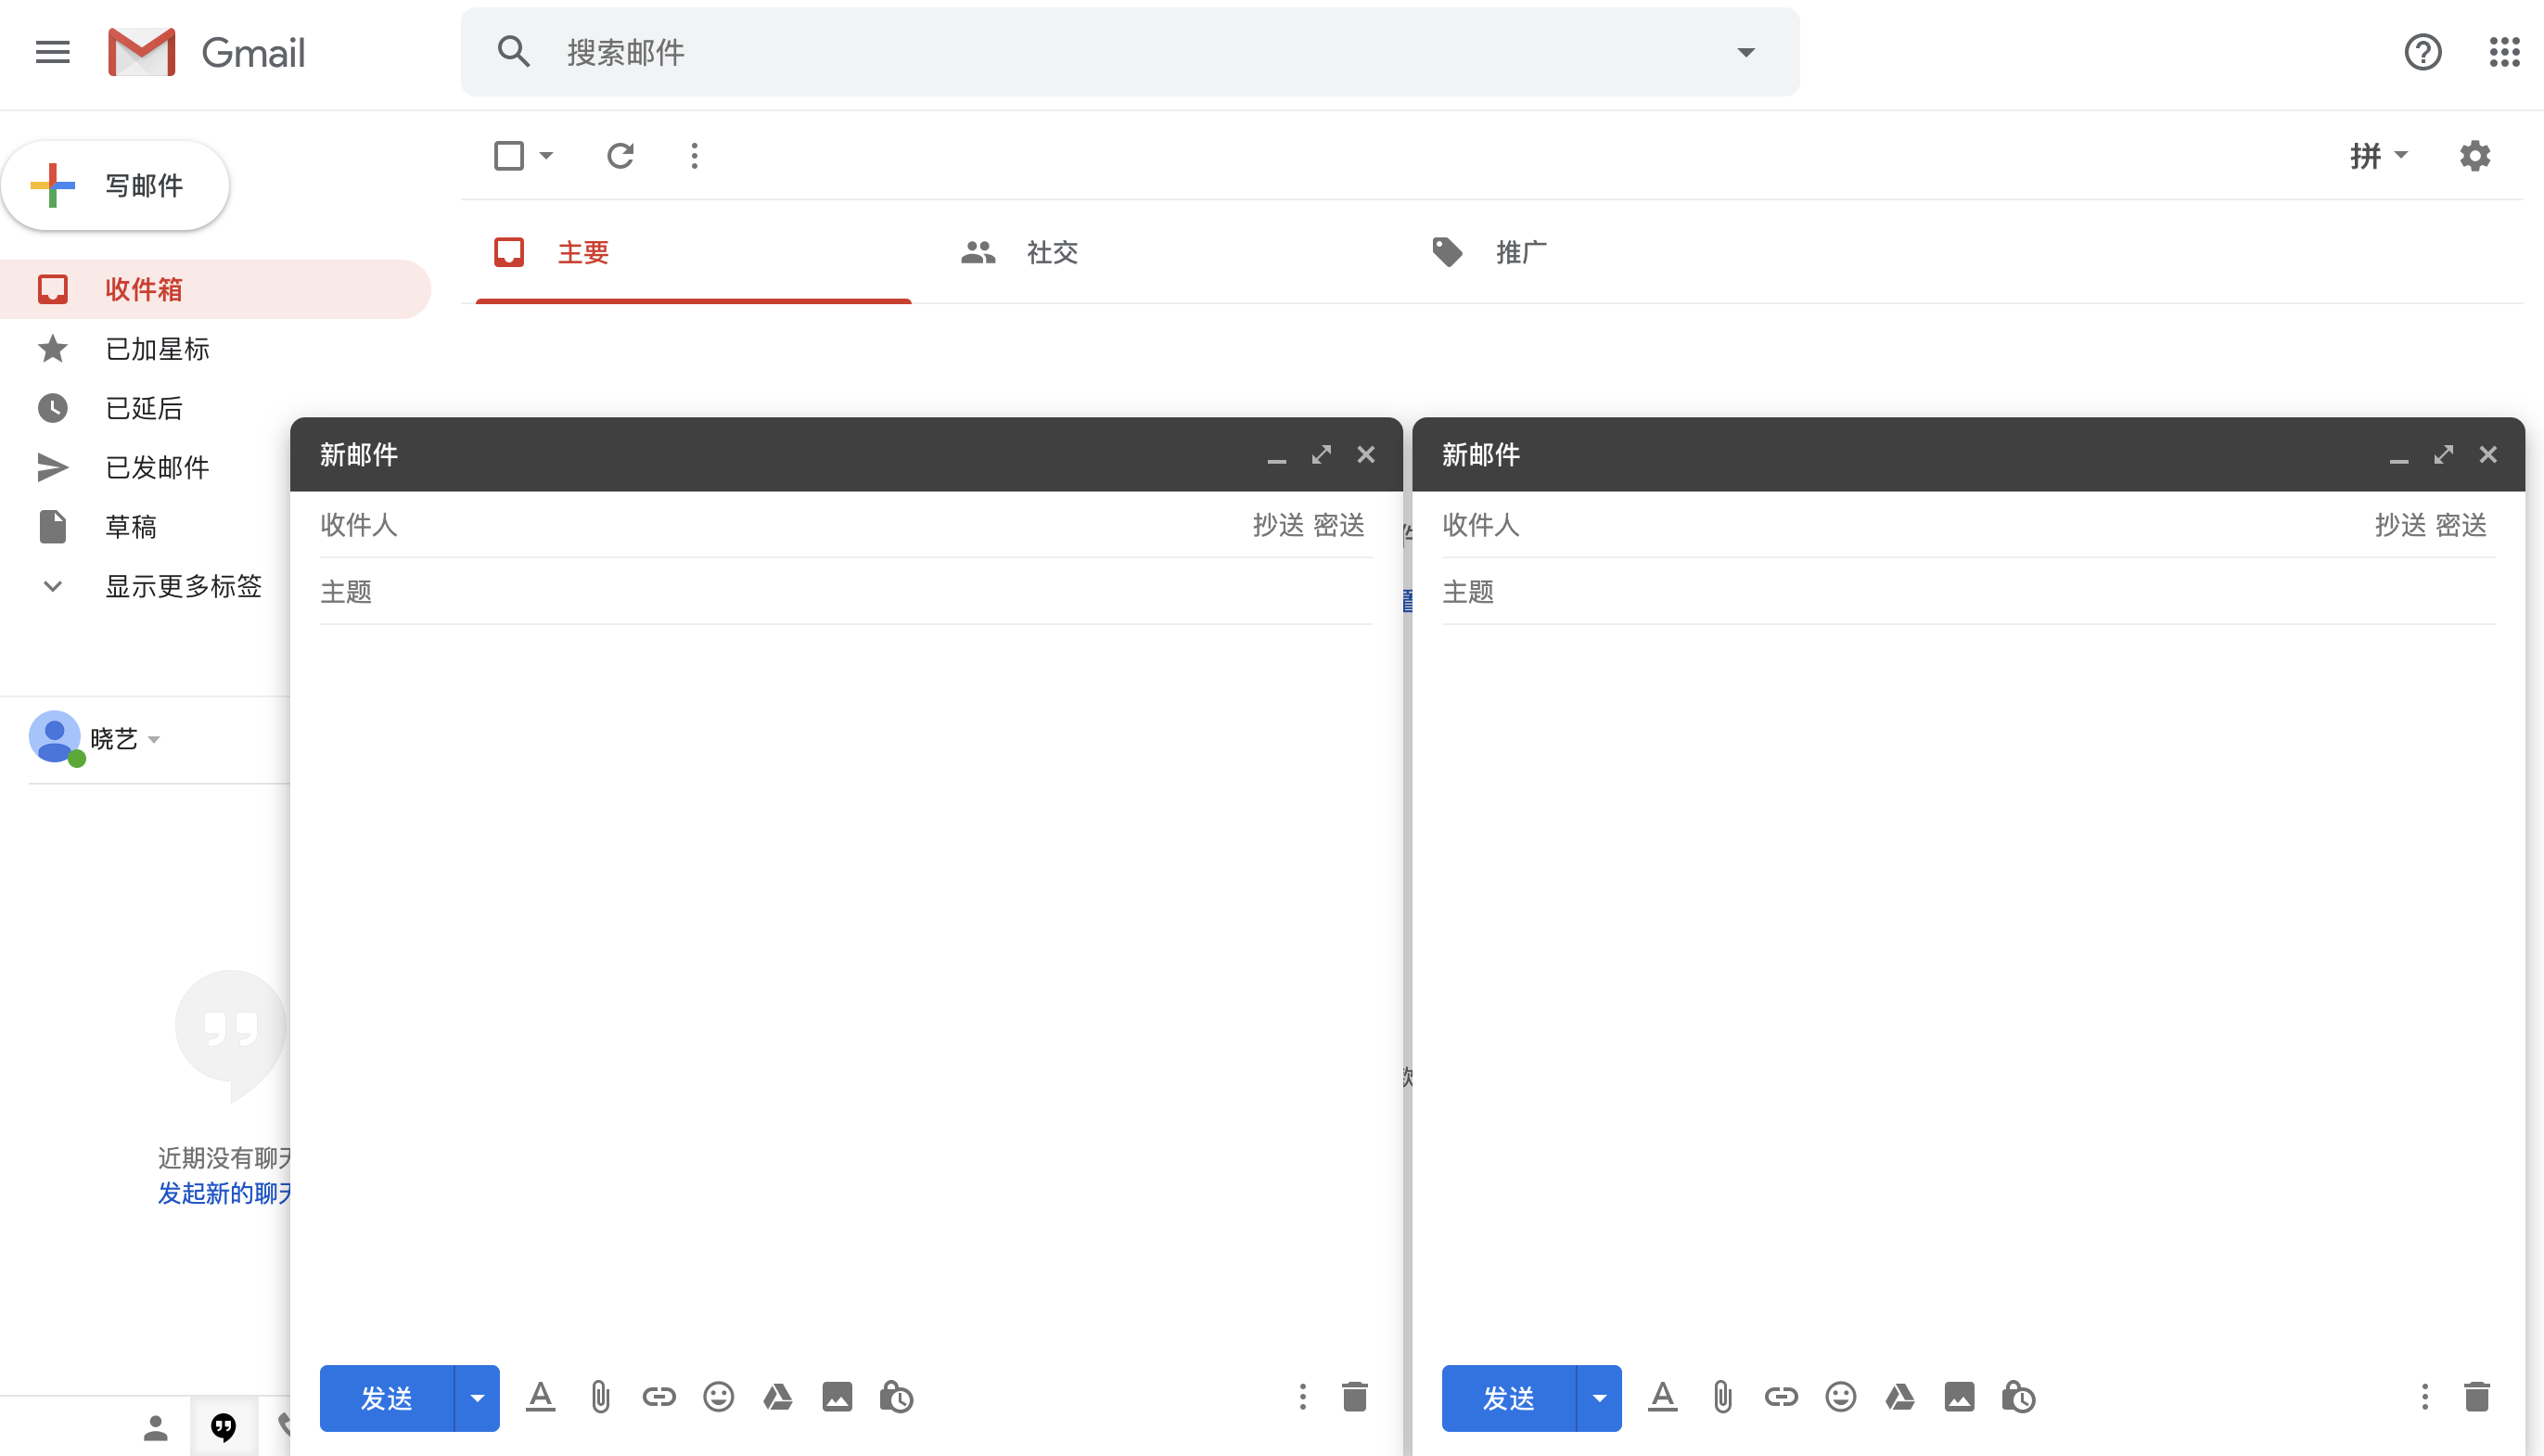 Gmail
搜索邮件
写邮件
拼
主要
社交
推广
收件箱
已加星标
已延后
已发邮件
草稿
显示更多标签
晓艺
近期没有聊
发起新的聊
新邮件
收件人
抄送 密送
主题
发送
新邮件
收件人
抄送 密送
主题
发送